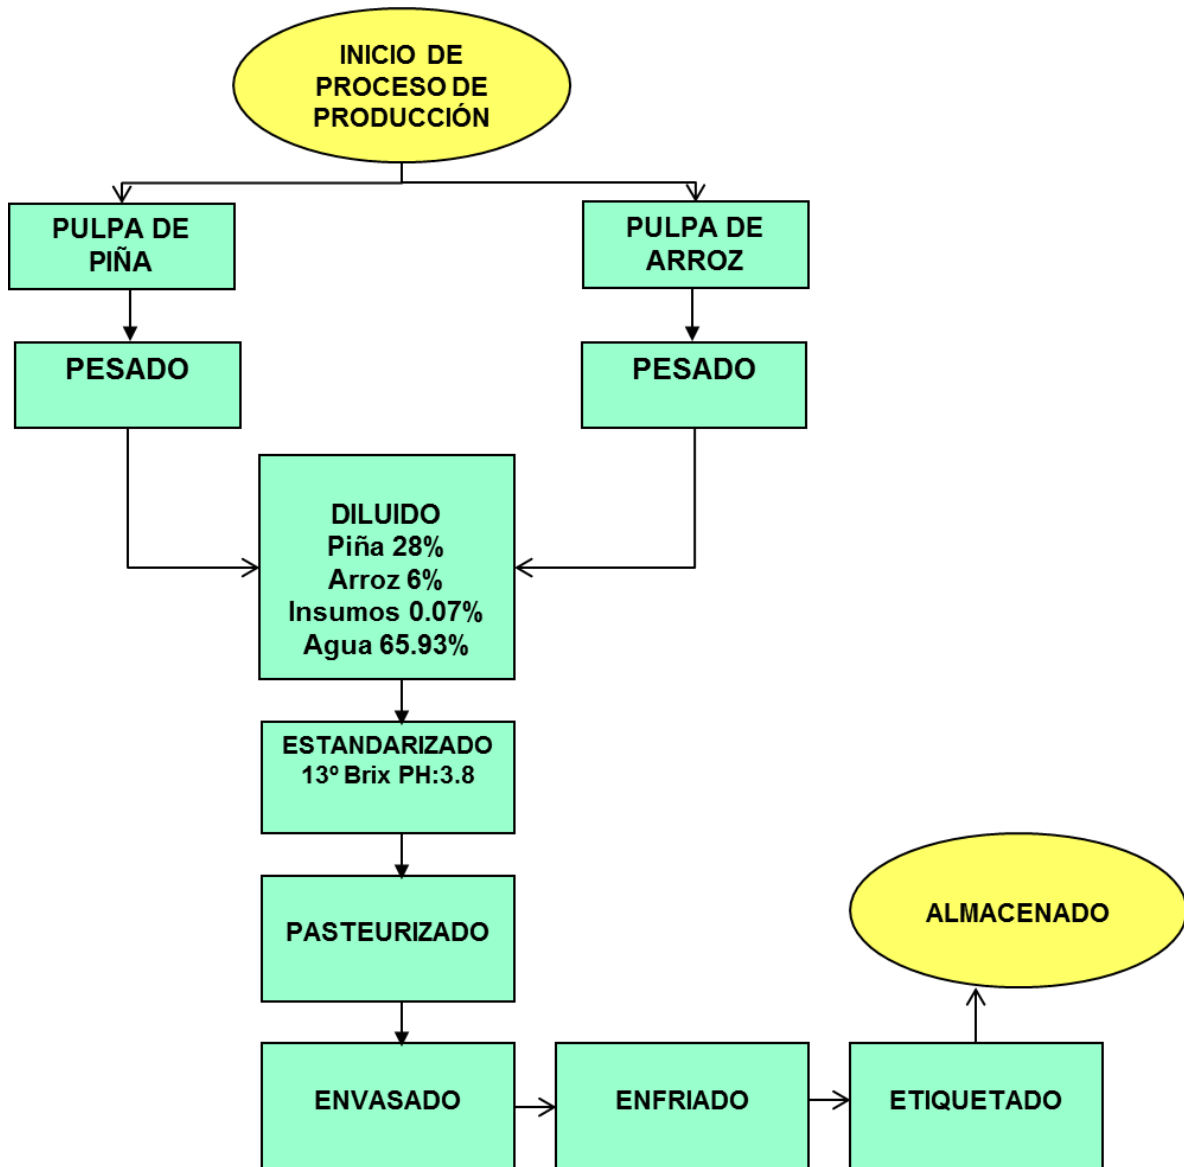 INICIO DE
PROCESO DE
PRODUCCIÓN
PULPA DE
PIÑA
PULPA DE
ARROZ
PESADO
PESADO
DILUIDO
Piña 28%
Arroz 6%
Insumos 0.07%
Agua 65.93%
ESTANDARIZADO
13º Brix PH:3.8
PASTEURIZADO
ENVASADO
ENFRIADO
ETIQUETADO
ALMACENADO